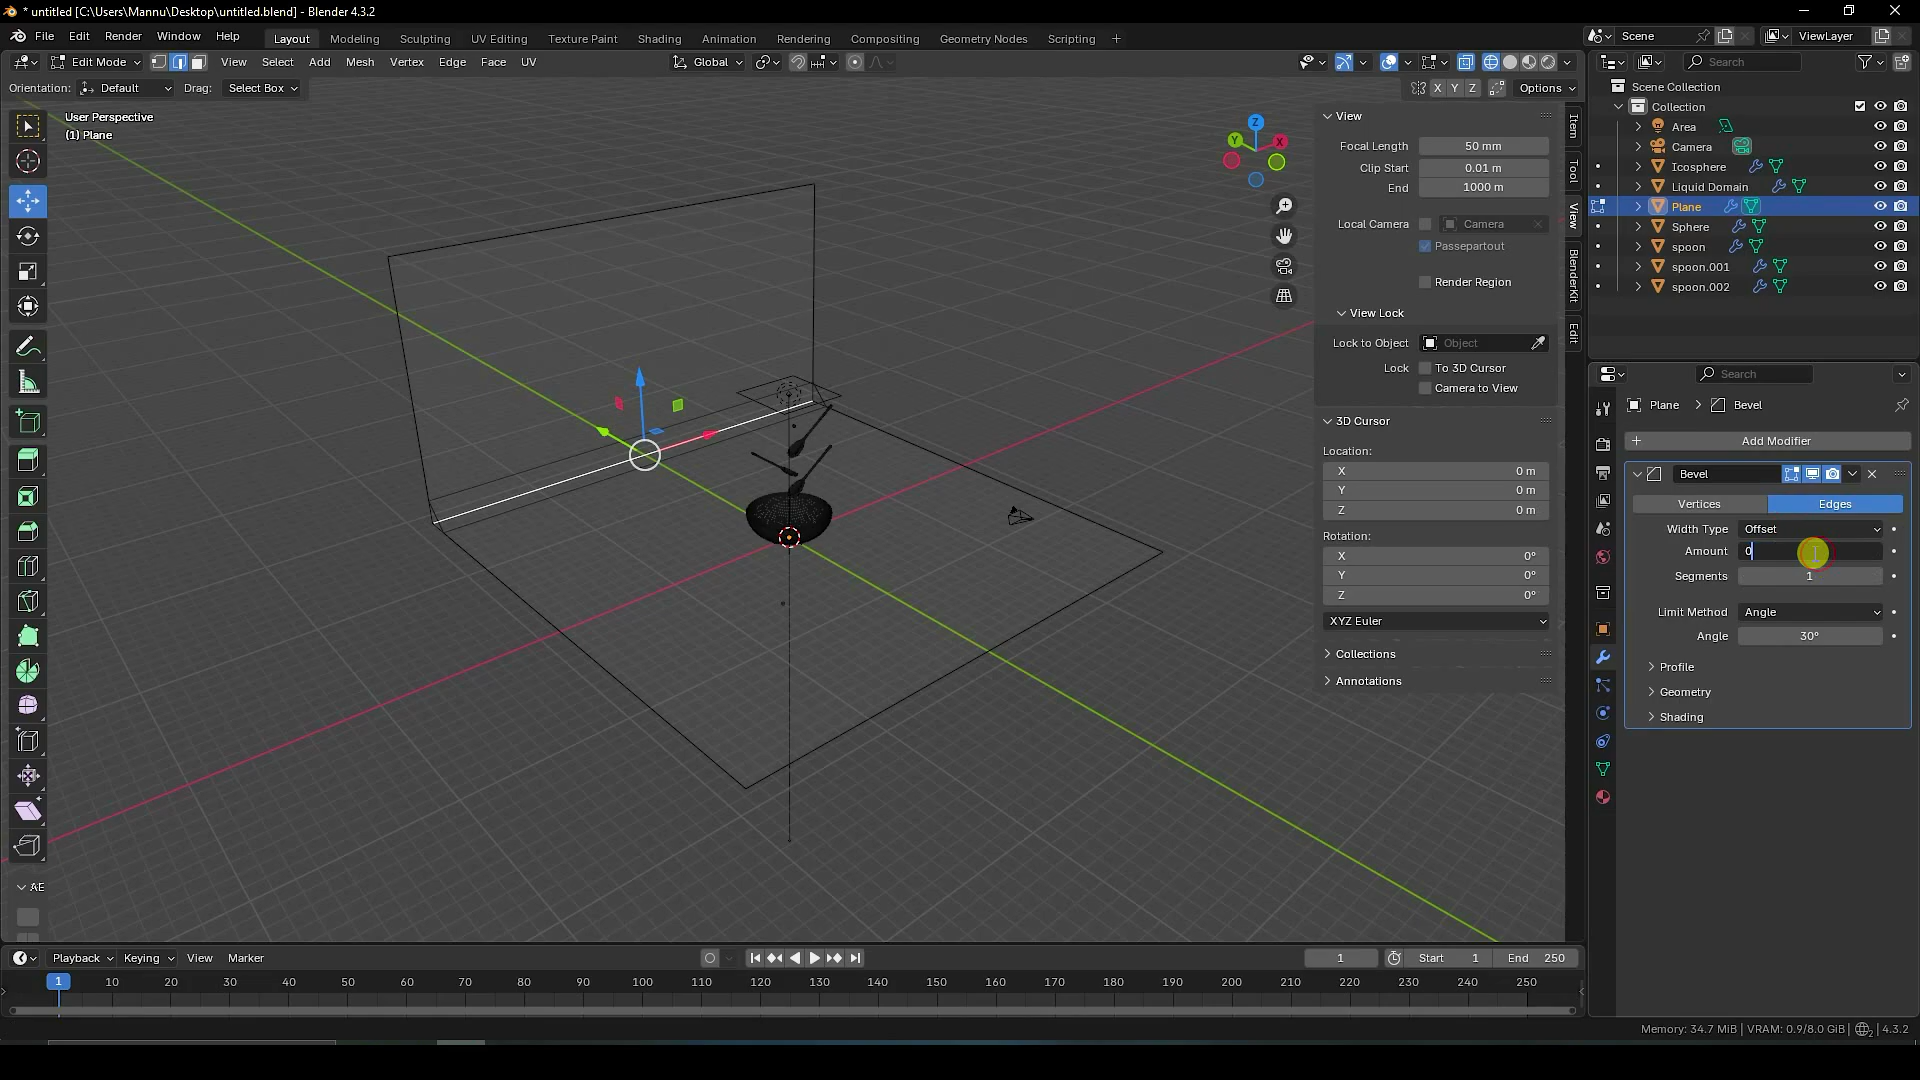 * untitled [C:\Users\Mannu\Desktop\untitled.blend] - Blender 4.3.2
File Edit Render Window Help
Layout Modeling Sculpting UV Editing Texture Paint Shading Animation Rendering Compositing Geometry Nodes Scripting +
Scene
ViewLayer
Edit Mode View Select Add Mesh Vertex Edge Face UV
Global
Orientation: Default Drag: Select Box
X Y Z Options
User Perspective
(1) Plane
Z
Y
X
View
Focal Length 50 mm
Clip Start 0.01 m
End 1000 m
Local Camera Camera
Passepartout
Render Region
View Lock
Lock to Object Object
Lock To 3D Cursor
Camera to View
3D Cursor
Location:
X 0 m
Y 0 m
Z 0 m
Rotation:
X 0°
Y 0°
Z 0°
XYZ Euler
Collections
Annotations
Item
Tool
View
BlenderKit
Edit
Search
Scene Collection
Collection
Area
Camera
Icosphere
Liquid Domain
Plane
Sphere
spoon
spoon.001
spoon.002
Search
Plane > Bevel
+ Add Modifier
Bevel
Vertices Edges
Width Type Offset
Amount 0
Segments 1
Limit Method Angle
Angle 30°
Profile
Geometry
Shading
AE
Playback Keying View Marker
1 Start 1 End 250
1 10 20 30 40 50 60 70 80 90 100 110 120 130 140 150 160 170 180 190 200 210 220 230 240 250
Memory: 34.7 MiB | VRAM: 0.9/8.0 GiB | 4.3.2